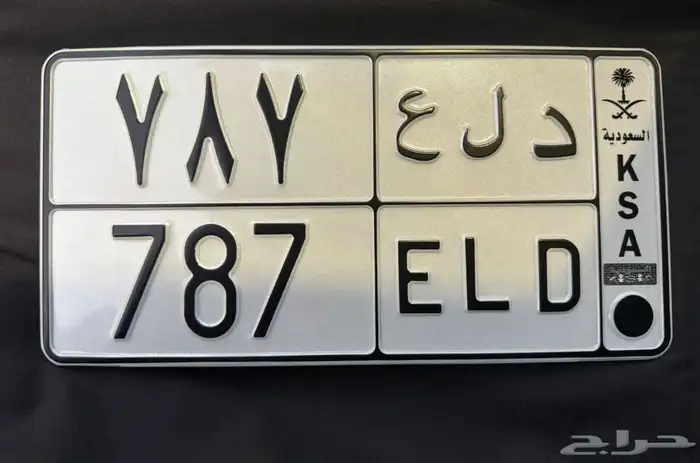 ٧٨٧
د ل ع
787
E L D
السعودية
K
S
A
حراج